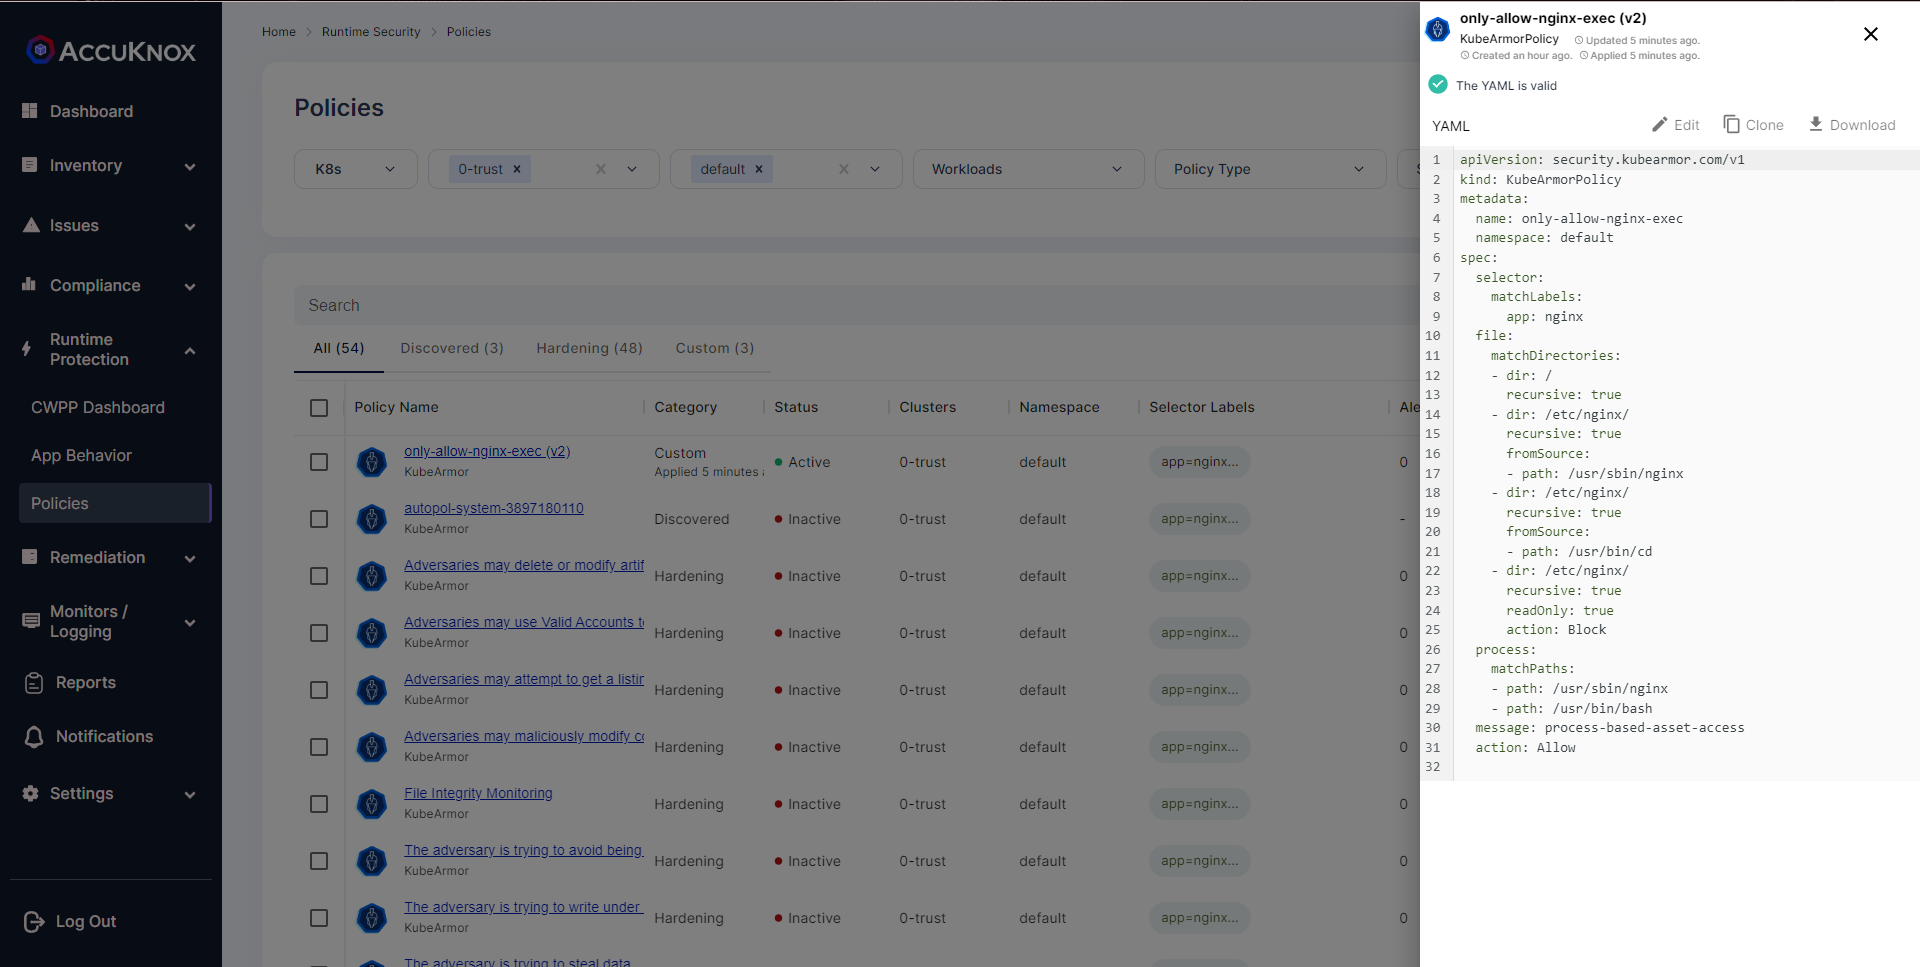 ACCUKNOX
Dashboard
Inventory
Issues
Compliance
Runtime
Protection
CWPP Dashboard
App Behavior
Policies
Remediation
Monitors /
Logging
Reports
Notifications
Settings
Log Out
Home > Runtime Security > Policies
Policies
K8s 0-trust × × default × × Workloads Policy Type
Search
All (54) Discovered (3) Hardening (48) Custom (3)
Policy Name Category Status Clusters Namespace Selector Labels Ale
only-allow-nginx-exec (v2)
KubeArmor
Custom
Applied 5 minutes
Active 0-trust default app=nginx... 0
autopol-system-3897180110
KubeArmor
Discovered Inactive 0-trust default app=nginx... -
Adversaries may delete or modify artif
KubeArmor
Hardening Inactive 0-trust default app=nginx... 0
Adversaries may use Valid Accounts t
KubeArmor
Hardening Inactive 0-trust default app=nginx... 0
Adversaries may attempt to get a listin
KubeArmor
Hardening Inactive 0-trust default app=nginx... 0
Adversaries may maliciously modify co
KubeArmor
Hardening Inactive 0-trust default app=nginx... 0
File Integrity Monitoring
KubeArmor
Hardening Inactive 0-trust default app=nginx... 0
The adversary is trying to avoid being
KubeArmor
Hardening Inactive 0-trust default app=nginx... 0
The adversary is trying to write under
KubeArmor
Hardening Inactive 0-trust default app=nginx... 0
The adversary is trying to steal data
only-allow-nginx-exec (v2)
KubeArmorPolicy Updated 5 minutes ago.
Created an hour ago. Applied 5 minutes ago.
The YAML is valid
YAML Edit Clone Download
1 apiVersion: security.kubearmor.com/v1
2 kind: KubeArmorPolicy
3 metadata:
4 name: only-allow-nginx-exec
5 namespace: default
6 spec:
7 selector:
8 matchLabels:
9 app: nginx
10 file:
11 matchDirectories:
12 - dir: /
13 recursive: true
14 - dir: /etc/nginx/
15 recursive: true
16 fromSource:
17 - path: /usr/sbin/nginx
18 - dir: /etc/nginx/
19 recursive: true
20 fromSource:
21 - path: /usr/bin/cd
22 - dir: /etc/nginx/
23 recursive: true
24 readOnly: true
25 action: Block
26 process:
27 matchPaths:
28 - path: /usr/sbin/nginx
29 - path: /usr/bin/bash
30 message: process-based-asset-access
31 action: Allow
32